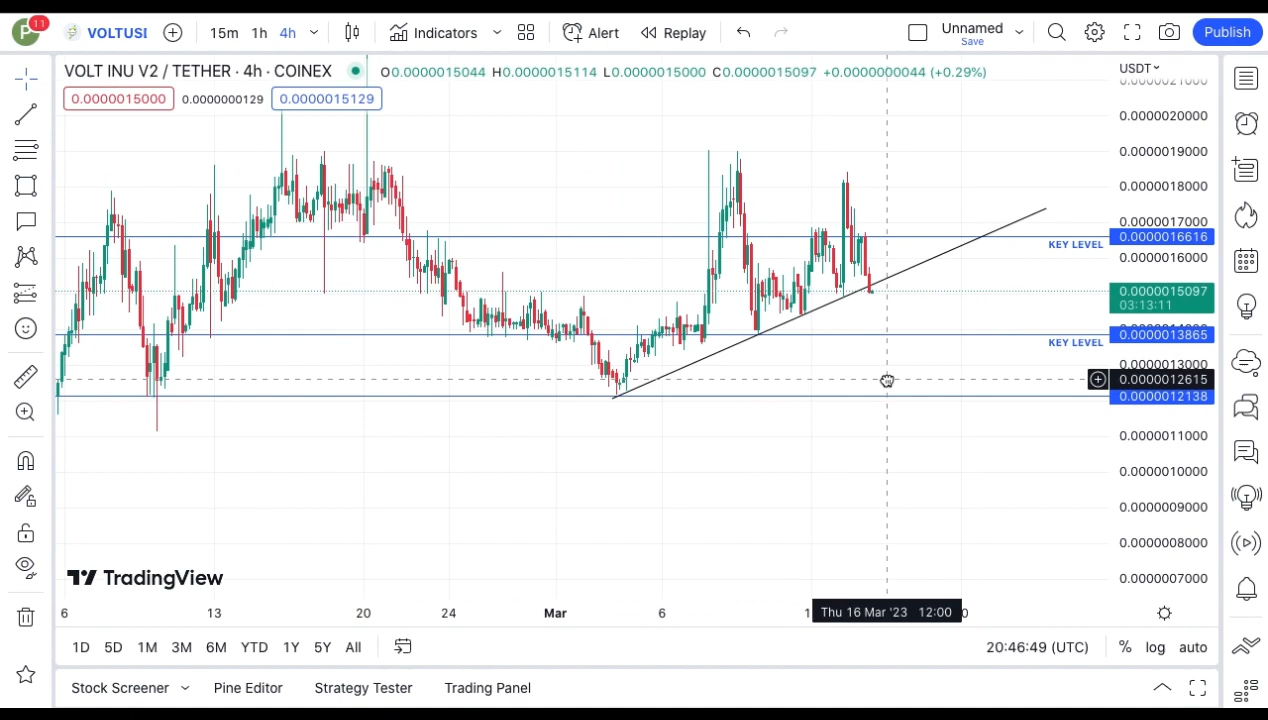 P 11 VOLTUSI 15m 1h 4h Indicators Alert Replay Unnamed Save Publish
VOLT INU V2 / TETHER · 4h · COINEX O0.0000015044 H0.0000015114 L0.0000015000 C0.0000015097 +0.0000000044 (+0.29%) USDT
0.0000015000 0.0000000129 0.0000015129
0.0000021000
0.0000020000
0.0000019000
0.0000018000
0.0000017000
0.0000016616
KEY LEVEL
0.0000016000
0.0000015097
03:13:11
0.0000013865
KEY LEVEL
0.0000013000
0.0000012615
0.0000012138
0.0000011000
0.0000010000
0.0000009000
0.0000008000
TradingView
0.0000007000
6 13 20 24 Mar 6 Thu 16 Mar '23 12:00
1D 5D 1M 3M 6M YTD 1Y 5Y All 20:46:49 (UTC) % log auto
Stock Screener Pine Editor Strategy Tester Trading Panel